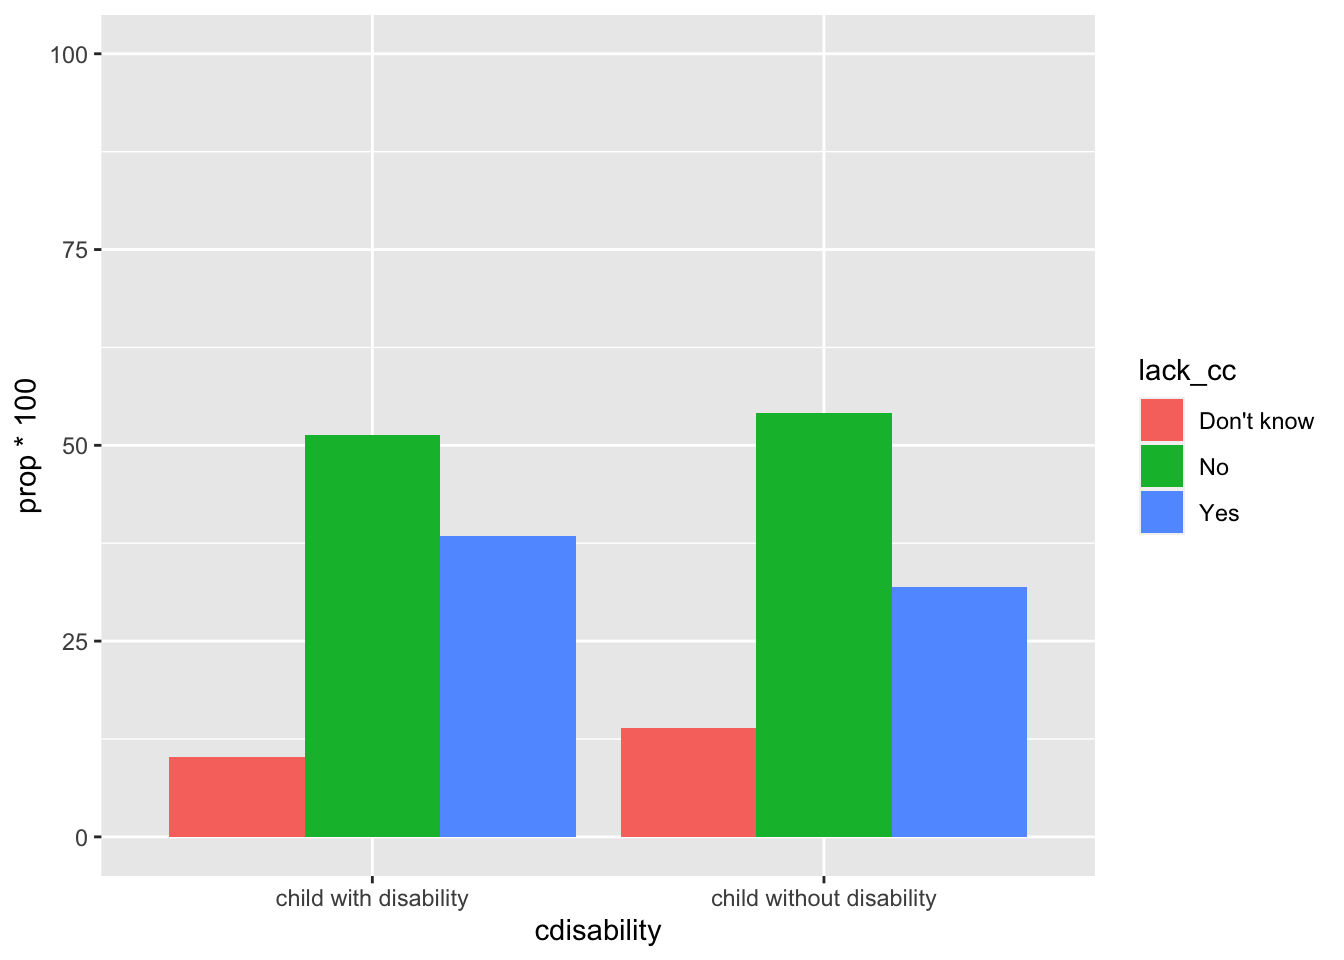 100
75
50
25
0
prop * 100
child with disability
child without disability
cdisability
lack_cc
Don't know
No
Yes